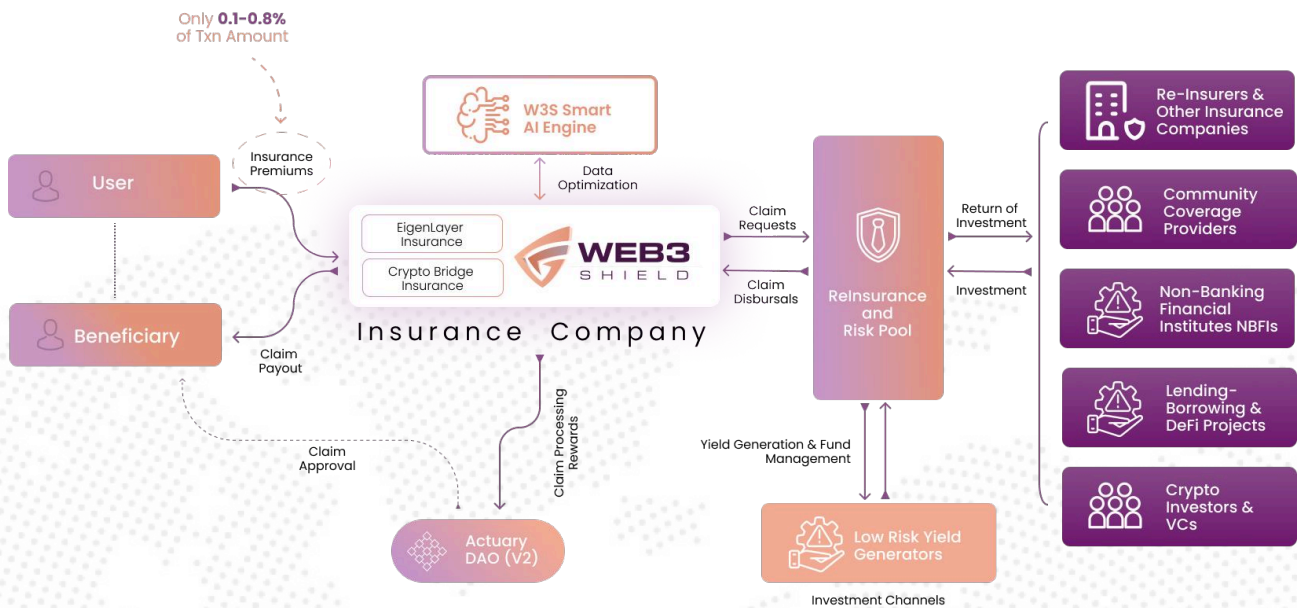 Only 0.1-0.8%
of Txn Amount
User
Insurance
Premiums
W3S Smart
AI Engine
Data
Optimization
EigenLayer
Insurance
Crypto Bridge
Insurance
WEB3
SHIELD
Insurance Company
Beneficiary
Claim
Payout
Claim
Approval
Claim Processing
Rewards
Actuary
DAO (V2)
Claim
Requests
Claim
Disbursals
ReInsurance
and
Risk Pool
Return of
Investment
Investment
Yield Generation & Fund
Management
Low Risk Yield
Generators
Investment Channels
Re-Insurers &
Other Insurance
Companies
Community
Coverage
Providers
Non-Banking
Financial
Institutes NBFIs
Lending-
Borrowing &
DeFi Projects
Crypto
Investors &
VCs